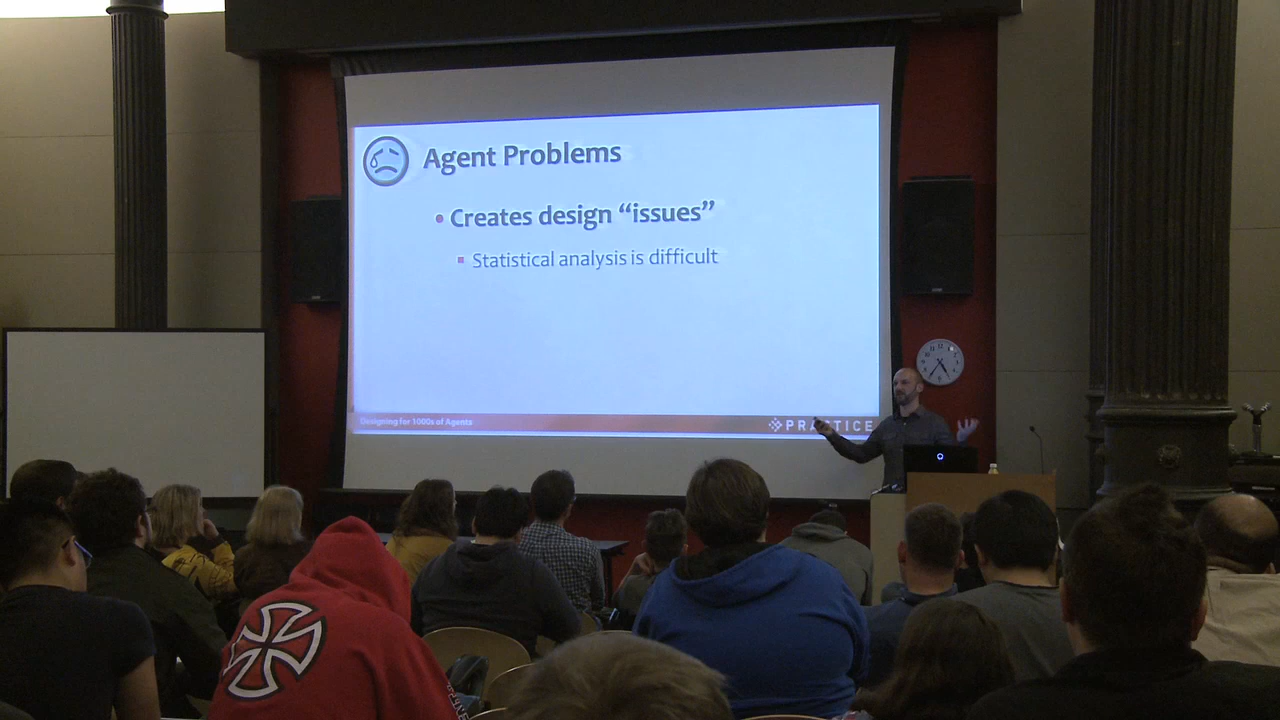 Agent Problems
• Creates design “issues”
▪ Statistical analysis is difficult
Designing for 1000s of Agents
PRACTICE